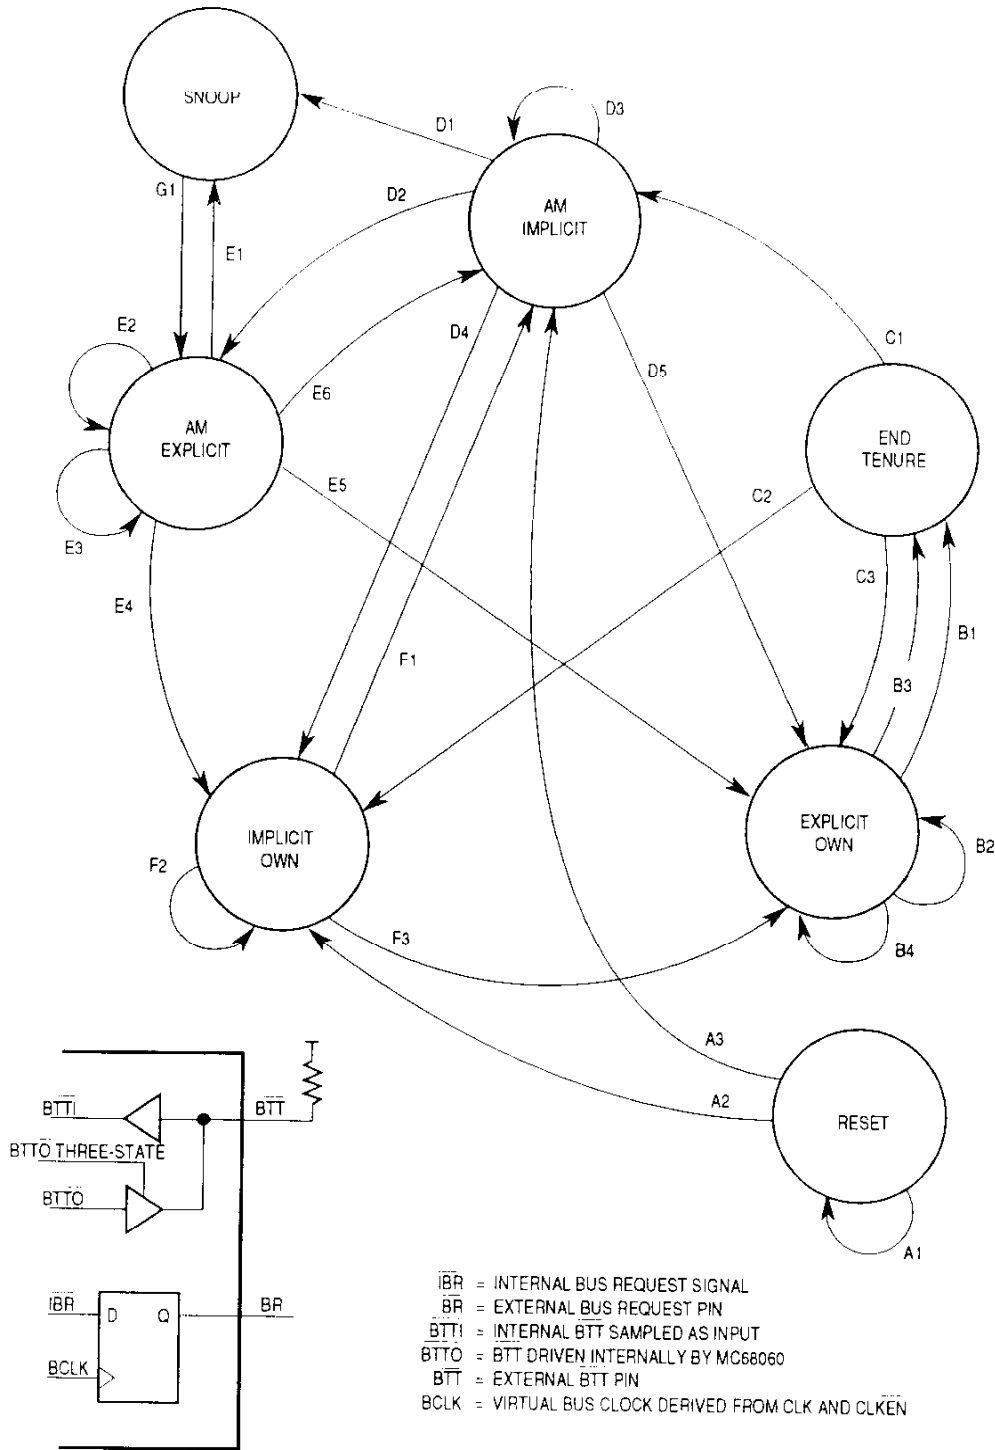 SNOOP
D1
D3
G1
D2
AM
IMPLICIT
E1
E2
D4
C1
E6
D5
AM
EXPLICIT
END
TENURE
E5
C2
E3
C3
E4
B1
F1
B3
IMPLICIT
OWN
EXPLICIT
OWN
F2
B2
F3
B4
A3
A2
RESET
A1
BTTI
BTT
BTTO THREE-STATE
BTTO
IBR
D
Q
BR
BCLK
IBR = INTERNAL BUS REQUEST SIGNAL
BR = EXTERNAL BUS REQUEST PIN
BTTI = INTERNAL BTT SAMPLED AS INPUT
BTTO = BTT DRIVEN INTERNALLY BY MC68060
BTT = EXTERNAL BTT PIN
BCLK = VIRTUAL BUS CLOCK DERIVED FROM CLK AND CLKEN